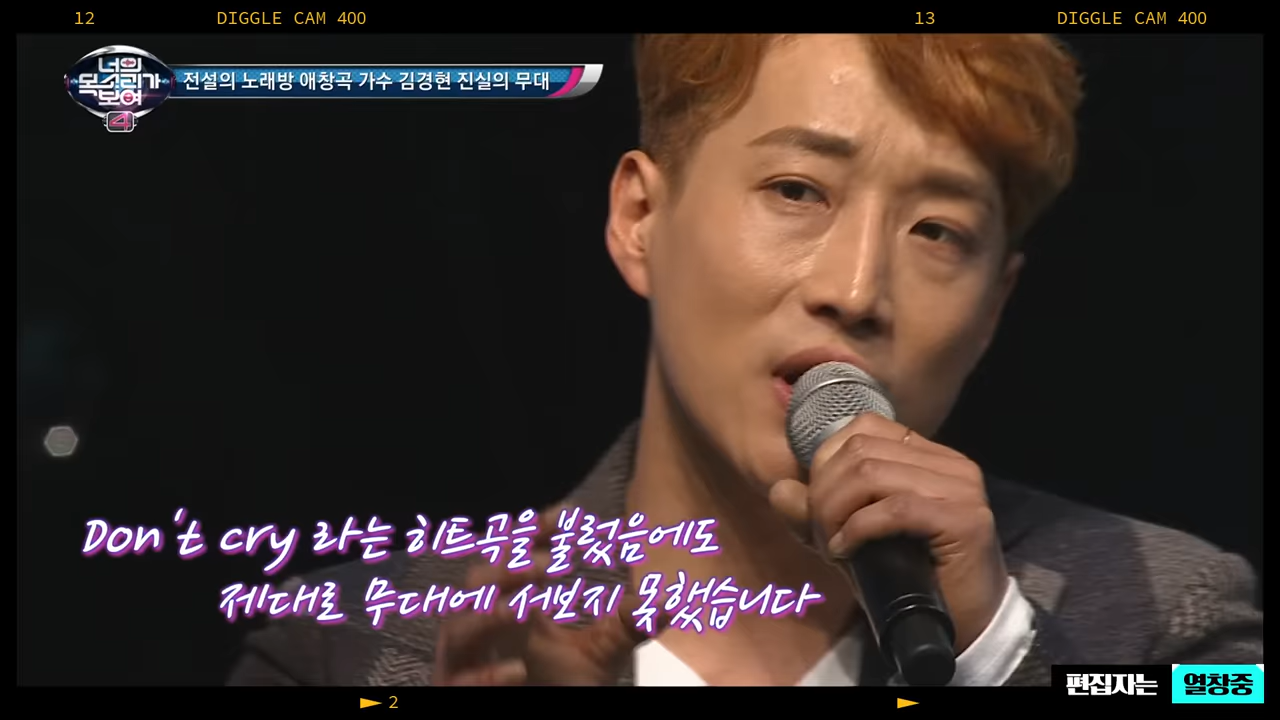 12 DIGGLE CAM 400 13 DIGGLE CAM 400
너의
목소리가
보여
4
전설의 노래방 애창곡 가수 김경현 진실의 무대
Don't cry 라는 히트곡을 불렀음에도
제대로 무대에 서보지 못했습니다
편집자는 열창중
2